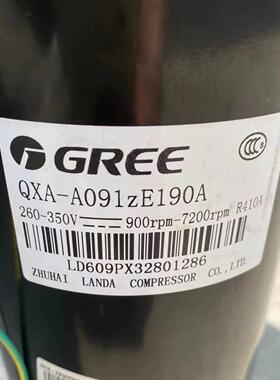 GREE
QXA-A091zE190A
260-350V 900rpm-7200rpm R410A
LD609PX32801286
ZHUHAI LANDA COMPRESSOR CO.,LTD.